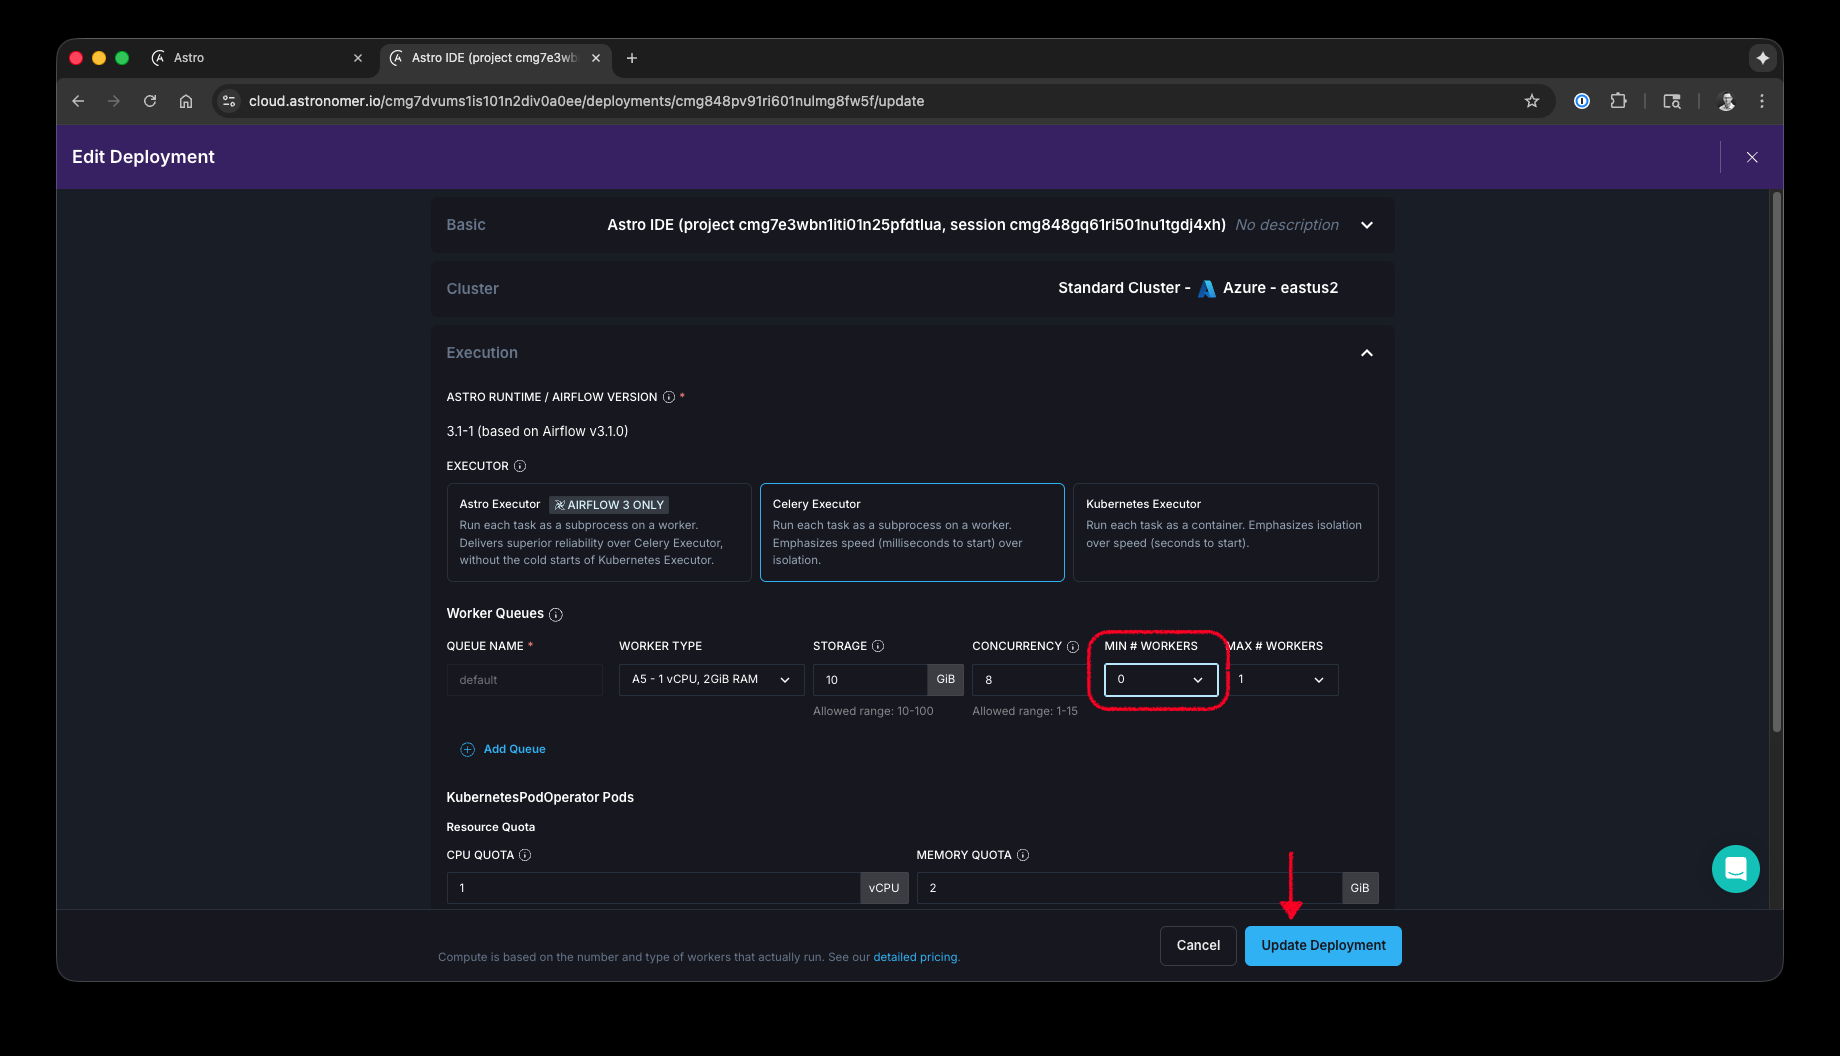 Astro
Astro IDE (project cmg7e3wbn
cloud.astronomer.io/cmg7dvums1is101n2div0a0ee/deployments/cmg848pv91ri601nulmg8fw5f/update
Edit Deployment
Basic Astro IDE (project cmg7e3wbn1iti01n25pfdtlua, session cmg848gq61ri501nu1tgdj4xh) No description
Cluster Standard Cluster - Azure - eastus2
Execution
ASTRO RUNTIME / AIRFLOW VERSION *
3.1-1 (based on Airflow v3.1.0)
EXECUTOR
Astro Executor AIRFLOW 3 ONLY
Run each task as a subprocess on a worker.
Delivers superior reliability over Celery Executor,
without the cold starts of Kubernetes Executor.
Celery Executor
Run each task as a subprocess on a worker.
Emphasizes speed (milliseconds to start) over
isolation.
Kubernetes Executor
Run each task as a container. Emphasizes isolation
over speed (seconds to start).
Worker Queues
QUEUE NAME * WORKER TYPE STORAGE CONCURRENCY MIN # WORKERS MAX # WORKERS
default A5 - 1 vCPU, 2GiB RAM 10 GiB 8 0 1
Allowed range: 10-100 Allowed range: 1-15
Add Queue
KubernetesPodOperator Pods
Resource Quota
CPU QUOTA MEMORY QUOTA
1 vCPU 2 GiB
Compute is based on the number and type of workers that actually run. See our detailed pricing.
Cancel Update Deployment